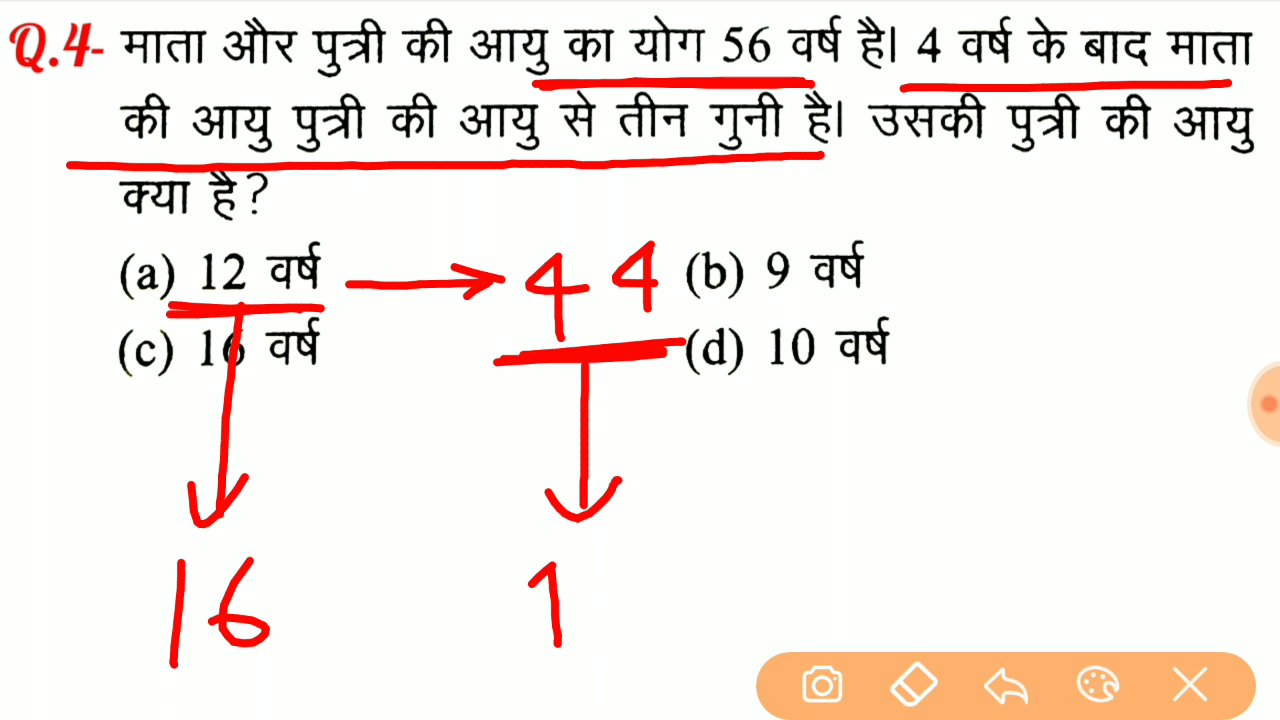 Q.4- माता और पुत्री की आयु का योग 56 वर्ष है। 4 वर्ष के बाद माता
की आयु पुत्री की आयु से तीन गुनी है। उसकी पुत्री की आयु
क्या है?
(a) 12 वर्ष 44 (b) 9 वर्ष
(c) 16 वर्ष (d) 10 वर्ष
16 1